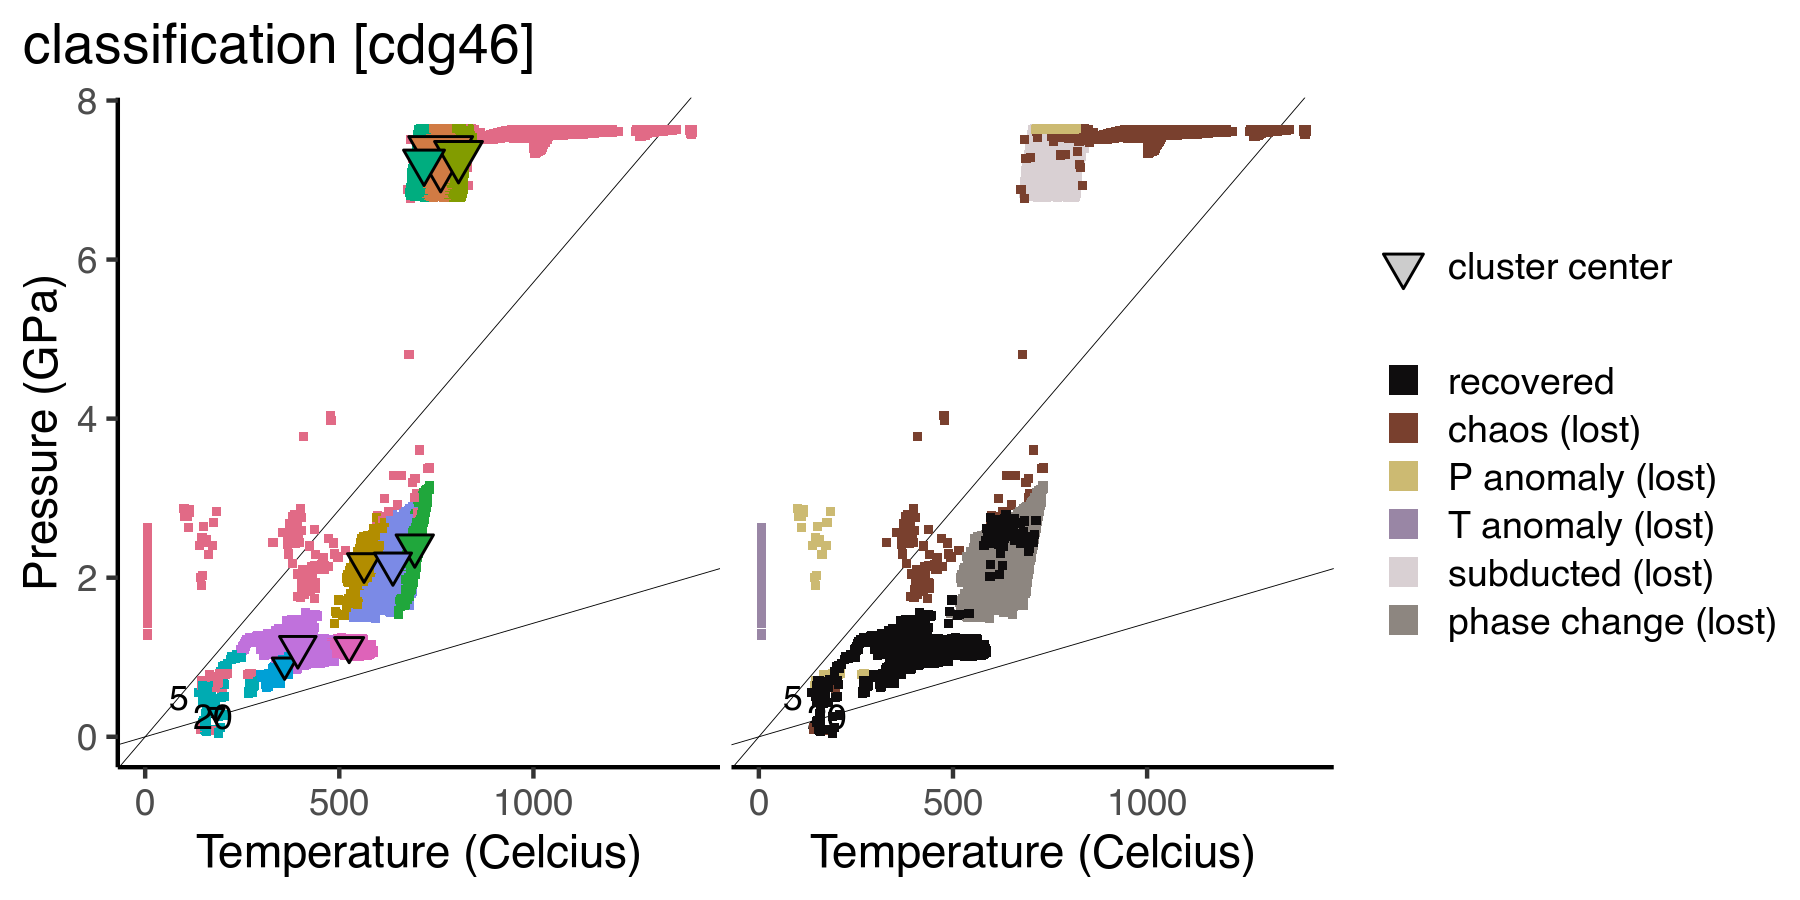 classification [cdg46]
Pressure (GPa)
8
6
4
2
0
5
20
0
500
1000
Temperature (Celcius)
5
0
500
1000
Temperature (Celcius)
cluster center
recovered
chaos (lost)
P anomaly (lost)
T anomaly (lost)
subducted (lost)
phase change (lost)